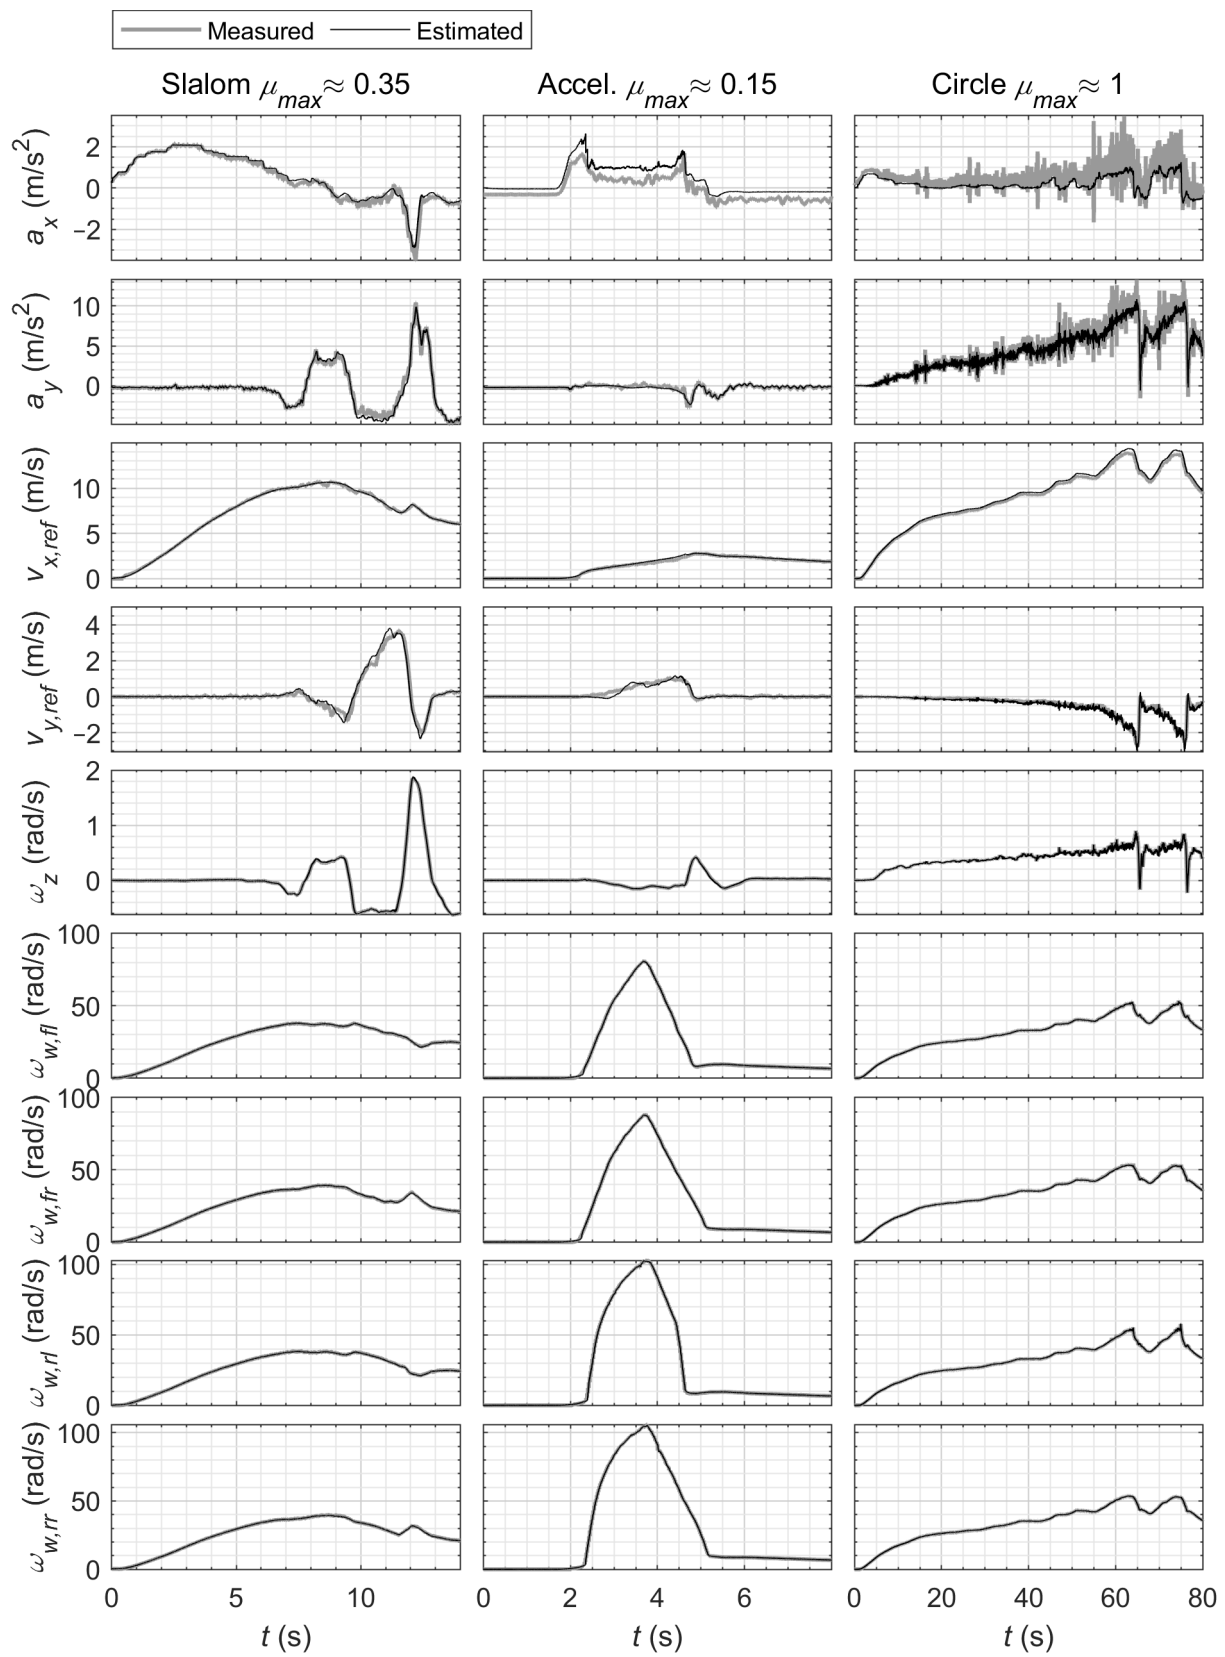 Measured Estimated
Slalom μmax≈ 0.35 Accel. μmax≈ 0.15 Circle μmax≈ 1
ax (m/s²)
2
0
−2
ay (m/s²)
10
5
0
vx,ref (m/s)
10
5
0
vy,ref (m/s)
4
2
0
−2
ωz (rad/s)
2
1
0
ωw,fl (rad/s)
100
50
0
ωw,fr (rad/s)
100
50
0
ωw,rl (rad/s)
100
50
0
ωw,rr (rad/s)
100
50
0
0 5 10 0 2 4 6 8 0 20 40 60 80
t (s) t (s) t (s)